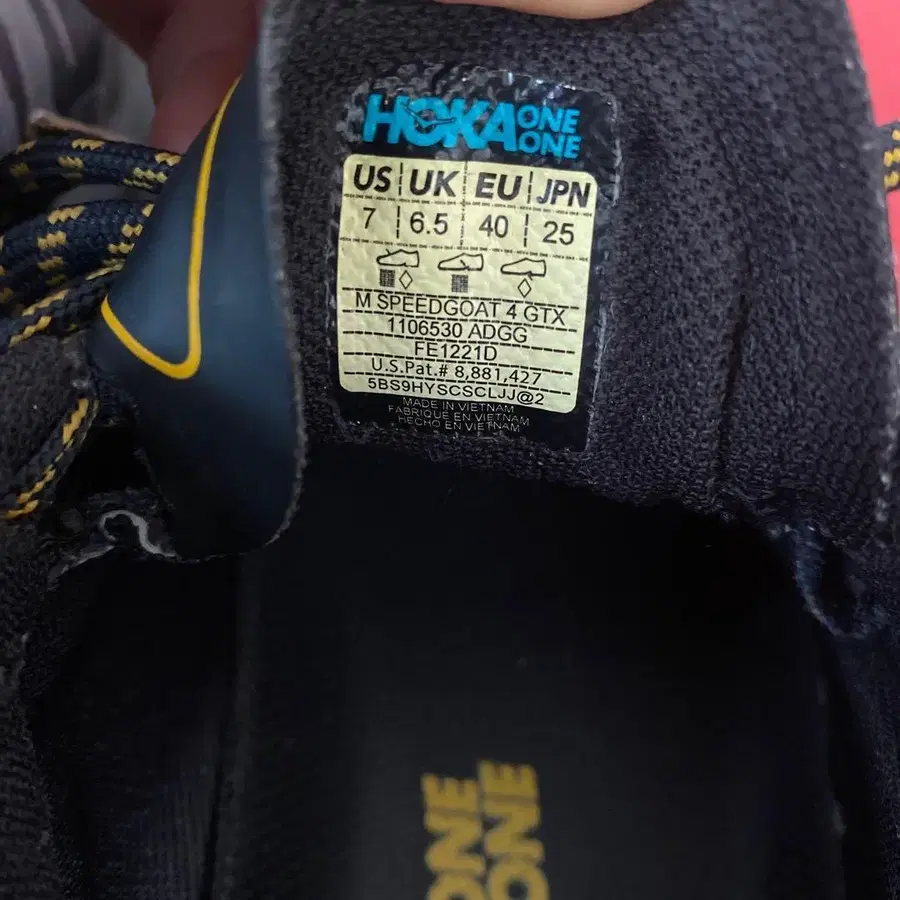 HOKA ONE ONE
US UK EU JPN
7 6.5 40 25
M SPEEDGOAT 4 GTX
1106530 ADGG
FE1221D
U.S.Pat.# 8,881,427
5BS9HYSCSCLJJ@2
MADE IN VIETNAM
FABRIQUE EN VIETNAM
HECHO EN VIETNAM
ONE
ONE